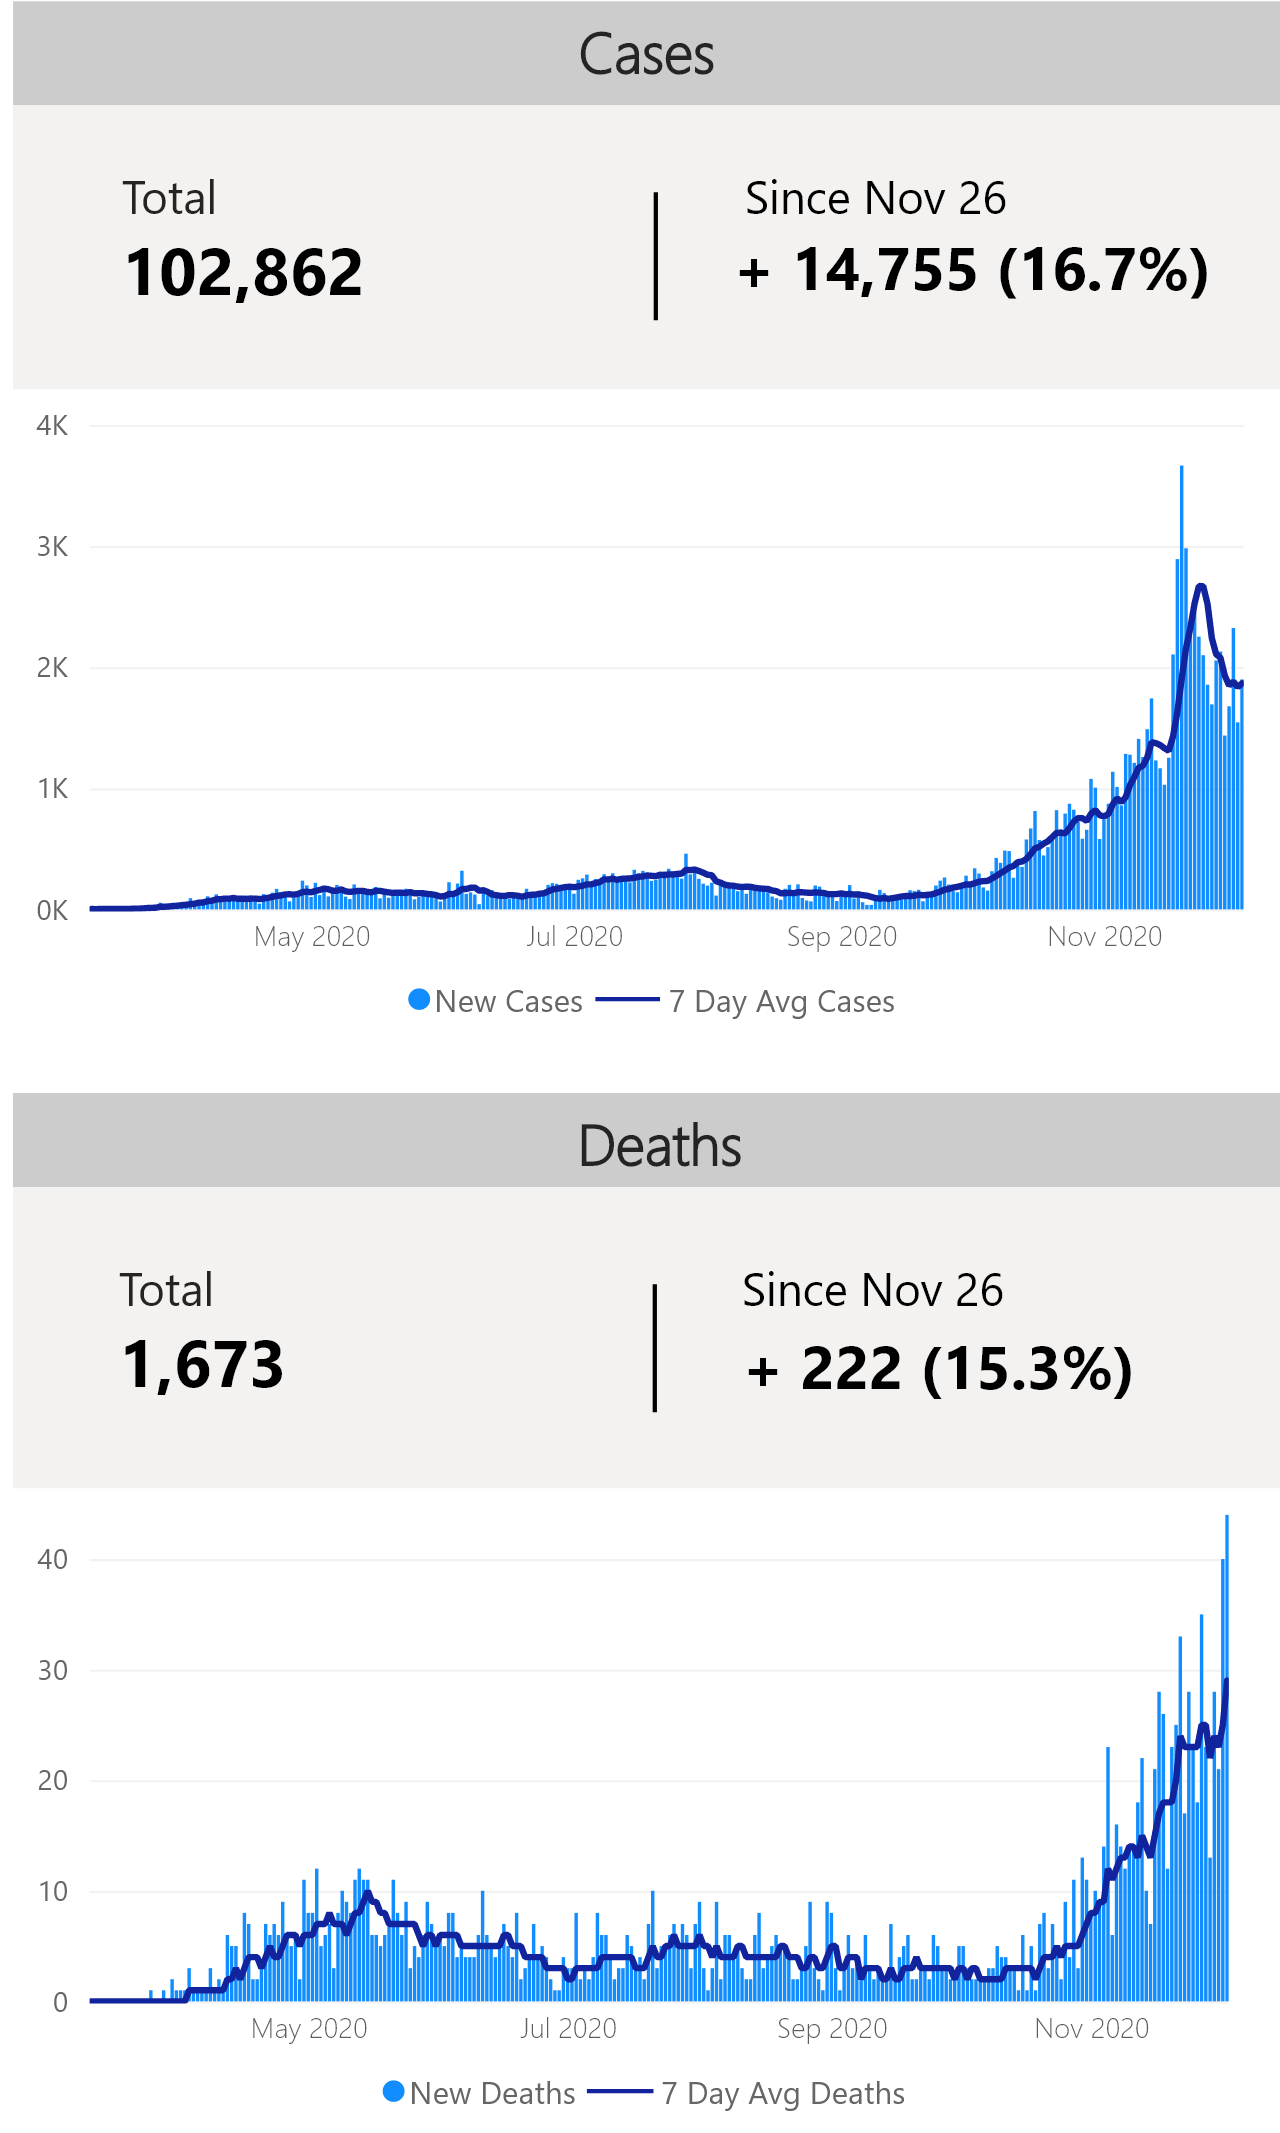 Cases
Total
Since Nov 26
102,862
+ 14,755 (16.7%)
4K
3K
2K
1K
0K
May 2020
Jul 2020
Sep 2020
Nov 2020
New Cases
7 Day Avg Cases
Deaths
Total
Since Nov 26
1,673
+ 222 (15.3%)
40
30
20
10
0
May 2020
Jul 2020
Sep 2020
Nov 2020
New Deaths
7 Day Avg Deaths